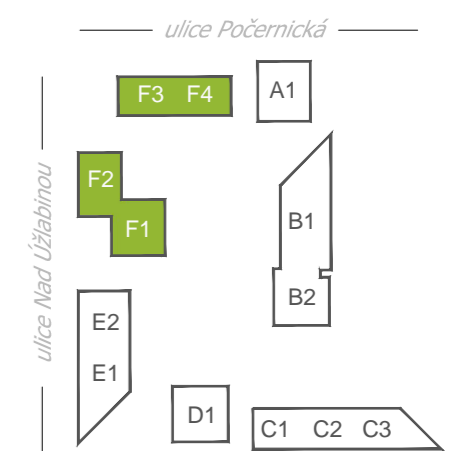 ulice Počernická
F3 F4
A1
F2
ulice Nad Úžlabinou
F1
B1
B2
E2
E1
D1
C1 C2 C3